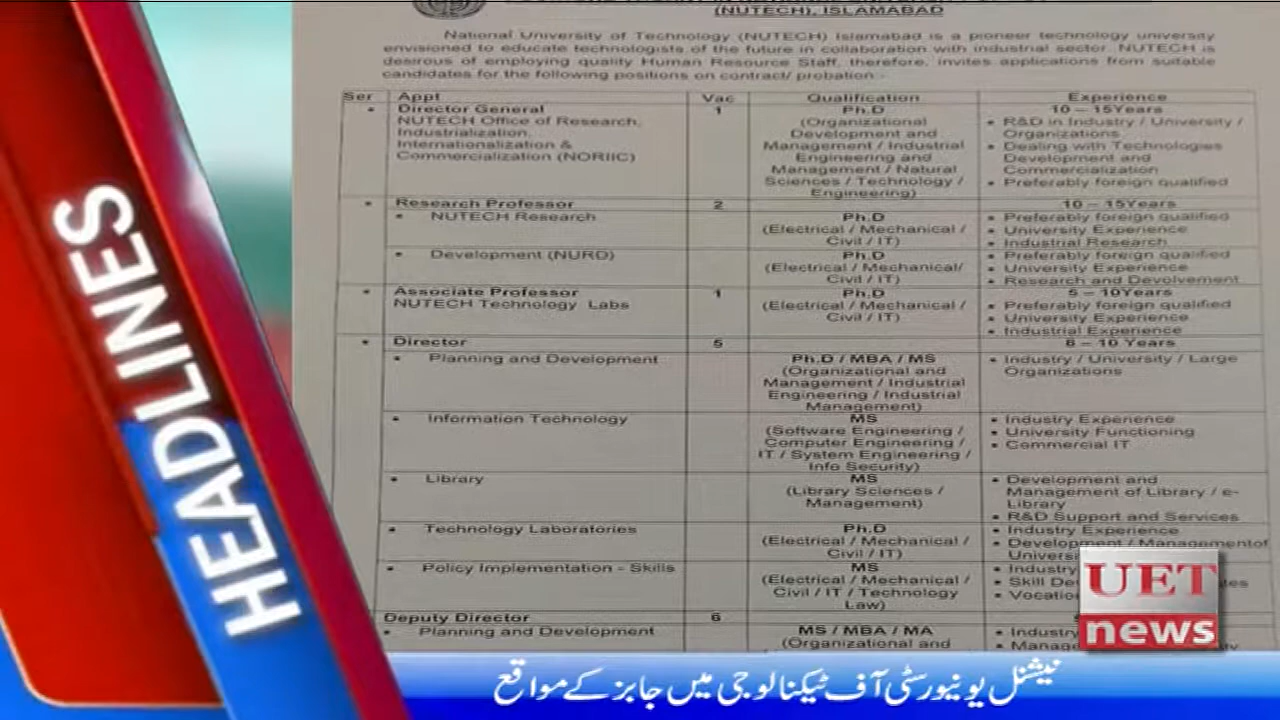 (NUTECH), ISLAMABAD
National University of Technology (NUTECH) Islamabad is a pioneer technology university
envisioned to educate technologists of the future in collaboration with industrial sector. NUTECH is
desirous of employing quality Human Resource Staff, therefore, invites applications from suitable
candidates for the following positions on contract/ probation:-
Ser Appt Vac Qualification Experience
Director General 1 Ph.D 10 – 15Years
NUTECH Office of Research, (Organizational • R&D in Industry / University /
Industrialization, Development and Organizations
Internationalization & Management / Industrial • Dealing with Technologies
Commercialization (NORIIC) Engineering and Development and
Management / Natural Commercialization
Sciences / Technology / • Preferably foreign qualified
Engineering)
• Research Professor 2 10 – 15Years
• NUTECH Research Ph.D • Preferably foreign qualified
(Electrical / Mechanical / • University Experience
Civil / IT) • Industrial Research
• Development (NURD) Ph.D • Preferably foreign qualified
(Electrical / Mechanical/ • University Experience
Civil / IT) • Research and Devolvement
• Associate Professor 1 Ph.D 5 – 10Years
NUTECH Technology Labs (Electrical / Mechanical / • Preferably foreign qualified
Civil / IT) • University Experience
• Industrial Experience
• Director 5 8 – 10 Years
• Planning and Development Ph.D / MBA / MS • Industry / University / Large
(Organizational and Organizations
Management / Industrial
Engineering / Industrial
Management)
• Information Technology MS • Industry Experience
(Software Engineering / • University Functioning
Computer Engineering / • Commercial IT
IT / System Engineering /
Info Security)
• Library MS • Development and
(Library Sciences / Management of Library / e-
Management) Library
• R&D Support and Services
• Technology Laboratories Ph.D • Industry Experience
(Electrical / Mechanical / • Development / Managementof
Civil / IT)
• Policy Implementation - Skills MS • Industry
(Electrical / Mechanical / • Skill
Civil / IT / Technology
Law)
Deputy Director 6
• Planning and Development MS / MBA / MA • Industry
(Organizational and
HEADLINES
UET
news
نیشنل یونیورسٹی آف ٹیکنالوجی میں جابز کے مواقع